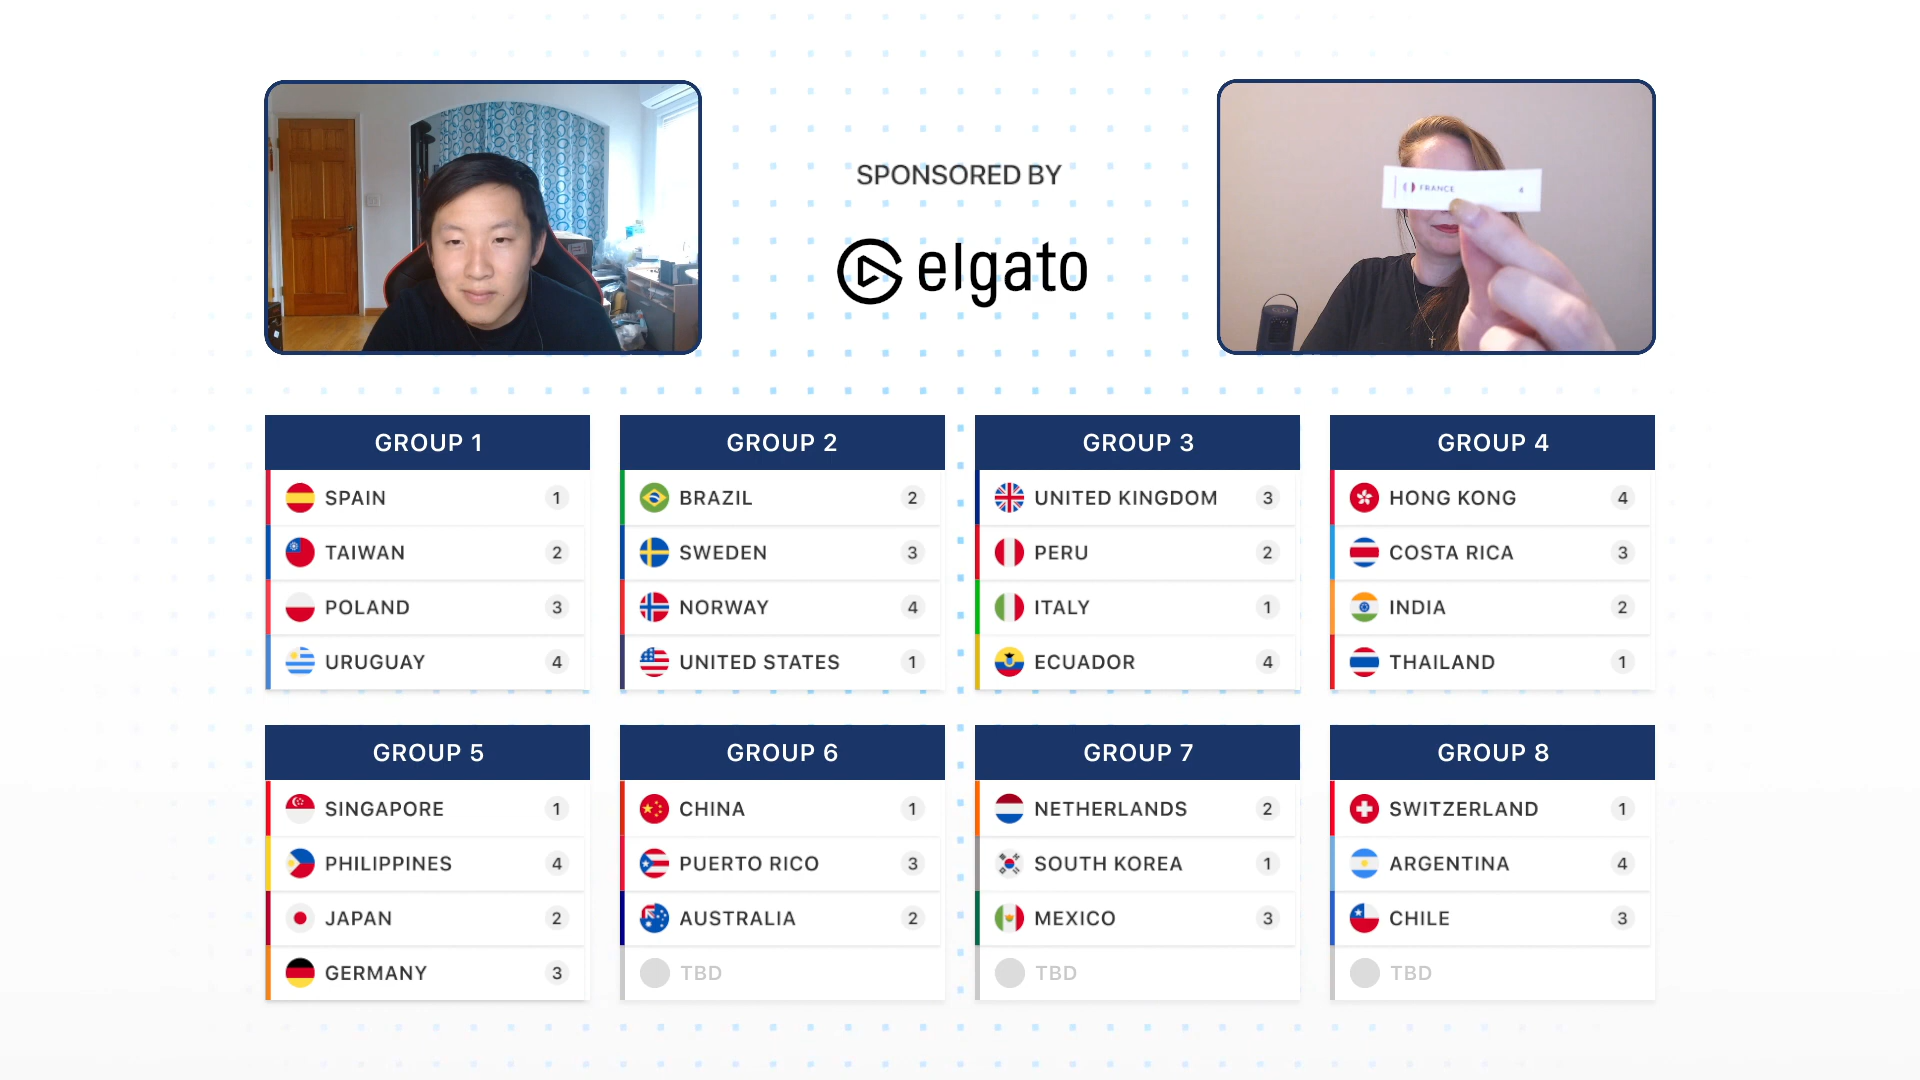 SPONSORED BY
elgato
FRANCE 4
GROUP 1
SPAIN 1
TAIWAN 2
POLAND 3
URUGUAY 4
GROUP 2
BRAZIL 2
SWEDEN 3
NORWAY 4
UNITED STATES 1
GROUP 3
UNITED KINGDOM 3
PERU 2
ITALY 1
ECUADOR 4
GROUP 4
HONG KONG 4
COSTA RICA 3
INDIA 2
THAILAND 1
GROUP 5
SINGAPORE 1
PHILIPPINES 4
JAPAN 2
GERMANY 3
GROUP 6
CHINA 1
PUERTO RICO 3
AUSTRALIA 2
TBD
GROUP 7
NETHERLANDS 2
SOUTH KOREA 1
MEXICO 3
TBD
GROUP 8
SWITZERLAND 1
ARGENTINA 4
CHILE 3
TBD